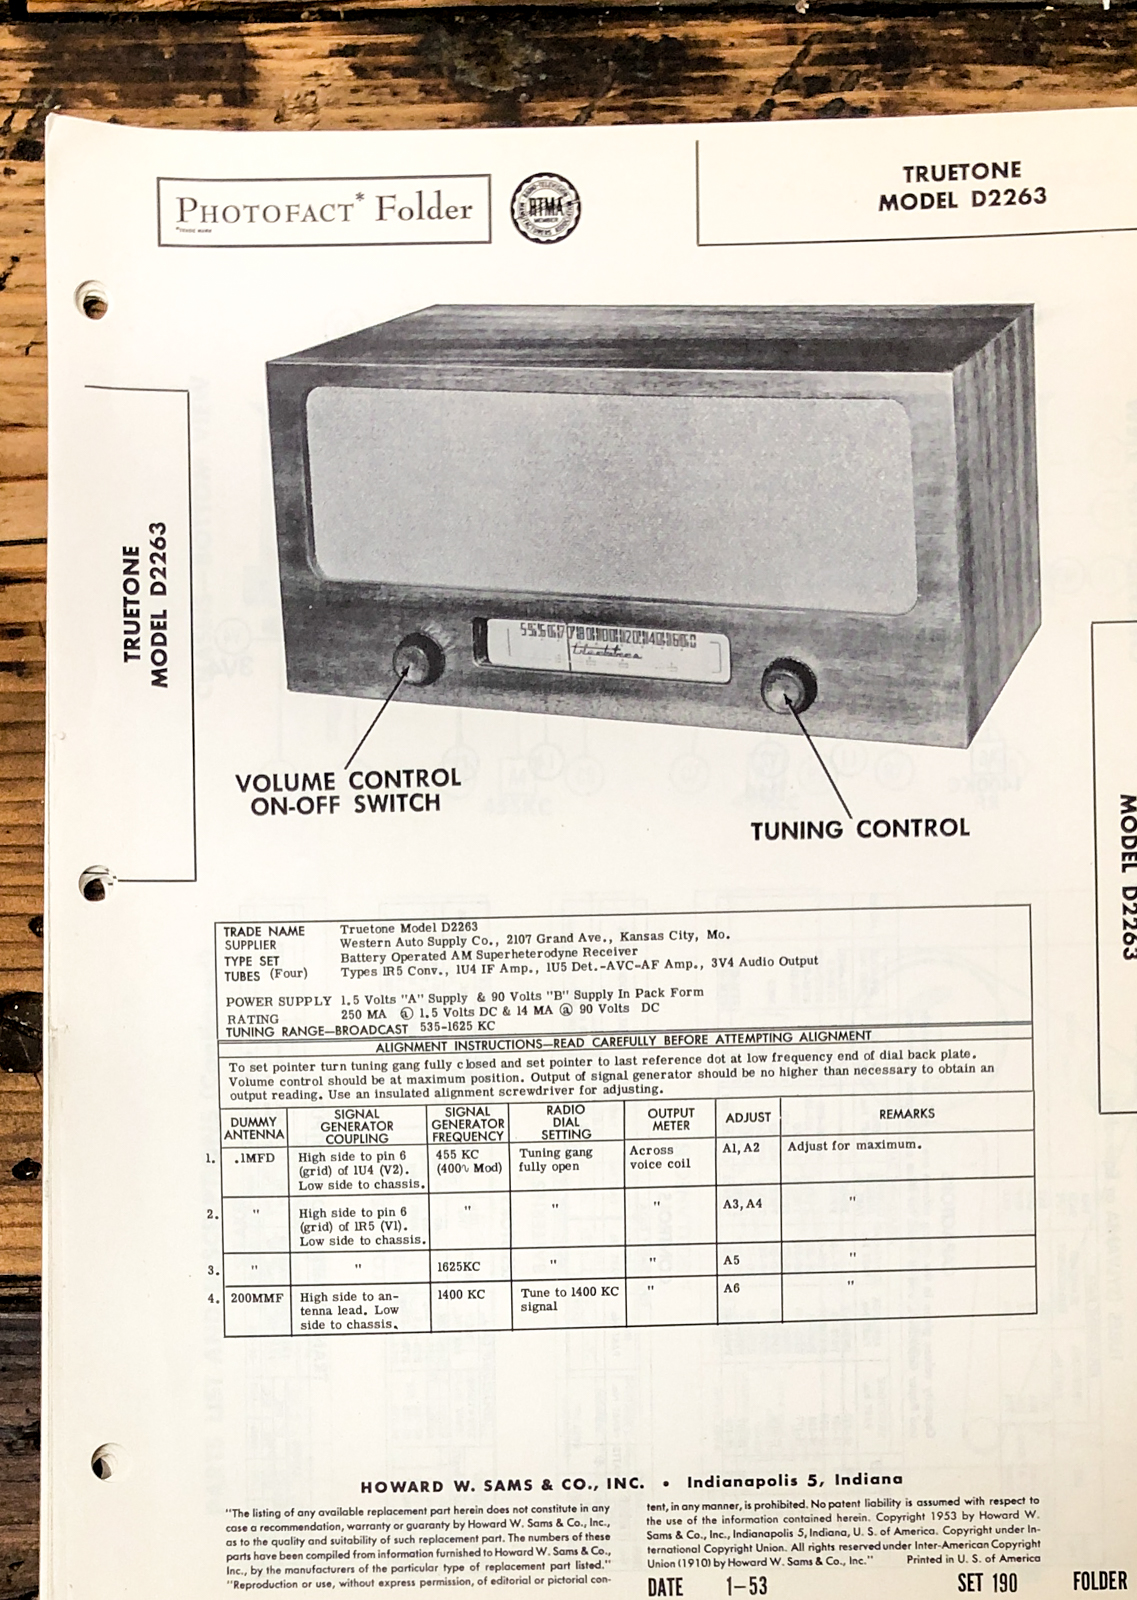 PHOTOFACT* Folder
*TRADE MARK
RTMA
MEMBER
TRUETONE
MODEL D2263
TRUETONE
MODEL D2263
MODEL D2263
Truetone
VOLUME CONTROL
ON-OFF SWITCH
TUNING CONTROL
TRADE NAME Truetone Model D2263
SUPPLIER Western Auto Supply Co., 2107 Grand Ave., Kansas City, Mo.
TYPE SET Battery Operated AM Superheterodyne Receiver
TUBES (Four) Types IR5 Conv., 1U4 IF Amp., 1U5 Det.-AVC-AF Amp., 3V4 Audio Output
POWER SUPPLY 1.5 Volts "A" Supply & 90 Volts "B" Supply In Pack Form
RATING 250 MA @ 1.5 Volts DC & 14 MA @ 90 Volts DC
TUNING RANGE—BROADCAST 535-1625 KC
ALIGNMENT INSTRUCTIONS—READ CAREFULLY BEFORE ATTEMPTING ALIGNMENT
To set pointer turn tuning gang fully closed and set pointer to last reference dot at low frequency end of dial back plate.
Volume control should be at maximum position. Output of signal generator should be no higher than necessary to obtain an
output reading. Use an insulated alignment screwdriver for adjusting.
DUMMY ANTENNA SIGNAL GENERATOR COUPLING SIGNAL GENERATOR FREQUENCY RADIO DIAL SETTING OUTPUT METER ADJUST REMARKS
1. .1MFD High side to pin 6 (grid) of 1U4 (V2). Low side to chassis. 455 KC (400~ Mod) Tuning gang fully open Across voice coil A1, A2 Adjust for maximum.
2. " High side to pin 6 (grid) of 1R5 (V1). Low side to chassis. " " " A3, A4 "
3. " " 1625KC " " A5 "
4. 200MMF High side to an-tenna lead. Low side to chassis. 1400 KC Tune to 1400 KC signal " A6 "
HOWARD W. SAMS & CO., INC. • Indianapolis 5, Indiana
"The listing of any available replacement part herein does not constitute in any
case a recommendation, warranty or guaranty by Howard W. Sams & Co., Inc.,
as to the quality and suitability of such replacement part. The numbers of these
parts have been compiled from information furnished to Howard W. Sams & Co.,
Inc., by the manufacturers of the particular type of replacement part listed."
"Reproduction or use, without express permission, of editorial or pictorial con-
tent, in any manner, is prohibited. No patent liability is assumed with respect to
the use of the information contained herein. Copyright 1953 by Howard W.
Sams & Co., Inc., Indianapolis 5, Indiana, U. S. of America. Copyright under In-
ternational Copyright Union. All rights reserved under Inter-American Copyright
Union (1910) by Howard W. Sams & Co., Inc." Printed in U. S. of America
DATE 1-53 SET 190 FOLDER